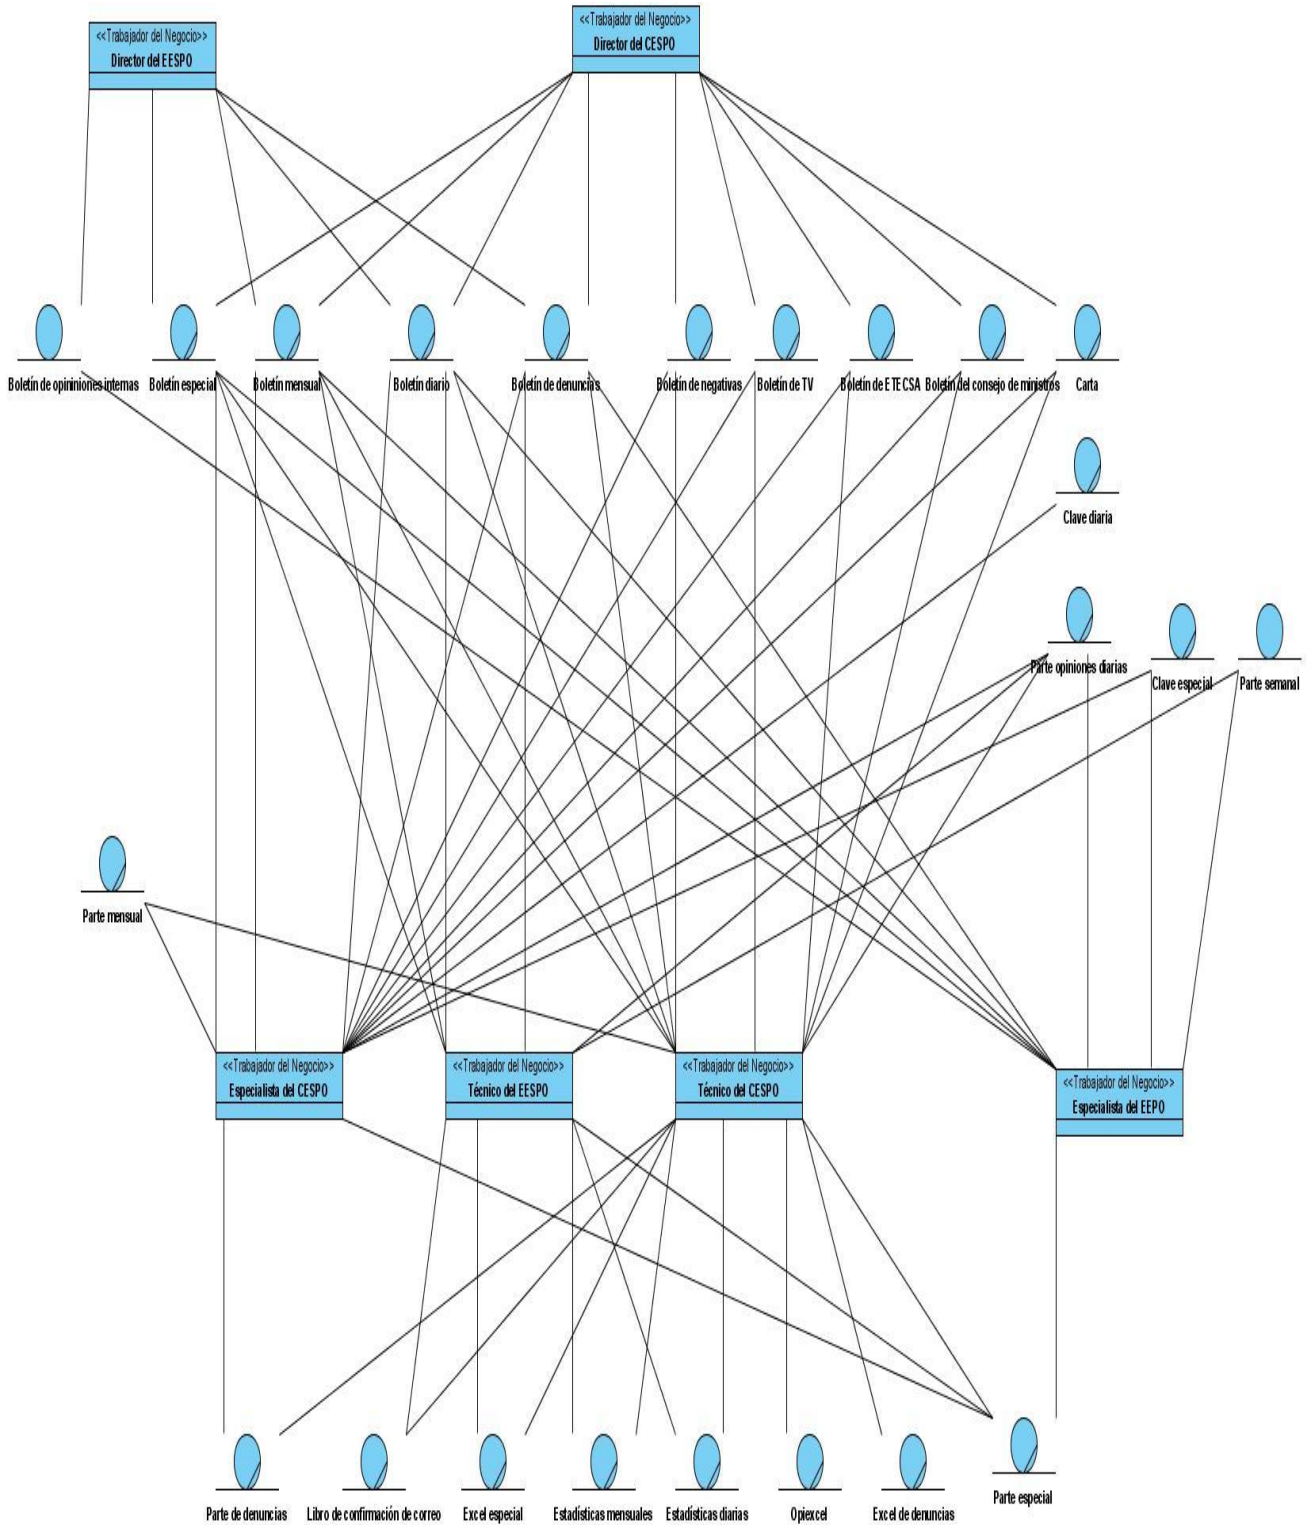 <<Trabajador del Negocio>>
Director del EESPO
<<Trabajador del Negocio>>
Director del CESPO
Boletín de opininiones internas
Boletín especial
Boletín mensual
Boletín diario
Boletín de denuncias
Boletín de negativas
Boletín de TV
Boletín de ETECSA
Boletín del consejo de ministros
Carta
Clave diaria
Parte opiniones diarias
Clave especial
Parte semanal
Parte mensual
<<Trabajador del Negocio>>
Especialista del CESPO
<<Trabajador del Negocio>>
Técnico del EESPO
<<Trabajador del Negocio>>
Técnico del CESPO
<<Trabajador del Negocio>>
Especialista del EEPO
Parte de denuncias
Libro de confirmación de correo
Excel especial
Estadísticas mensuales
Estadísticas diarias
Opiexcel
Excel de denuncias
Parte especial